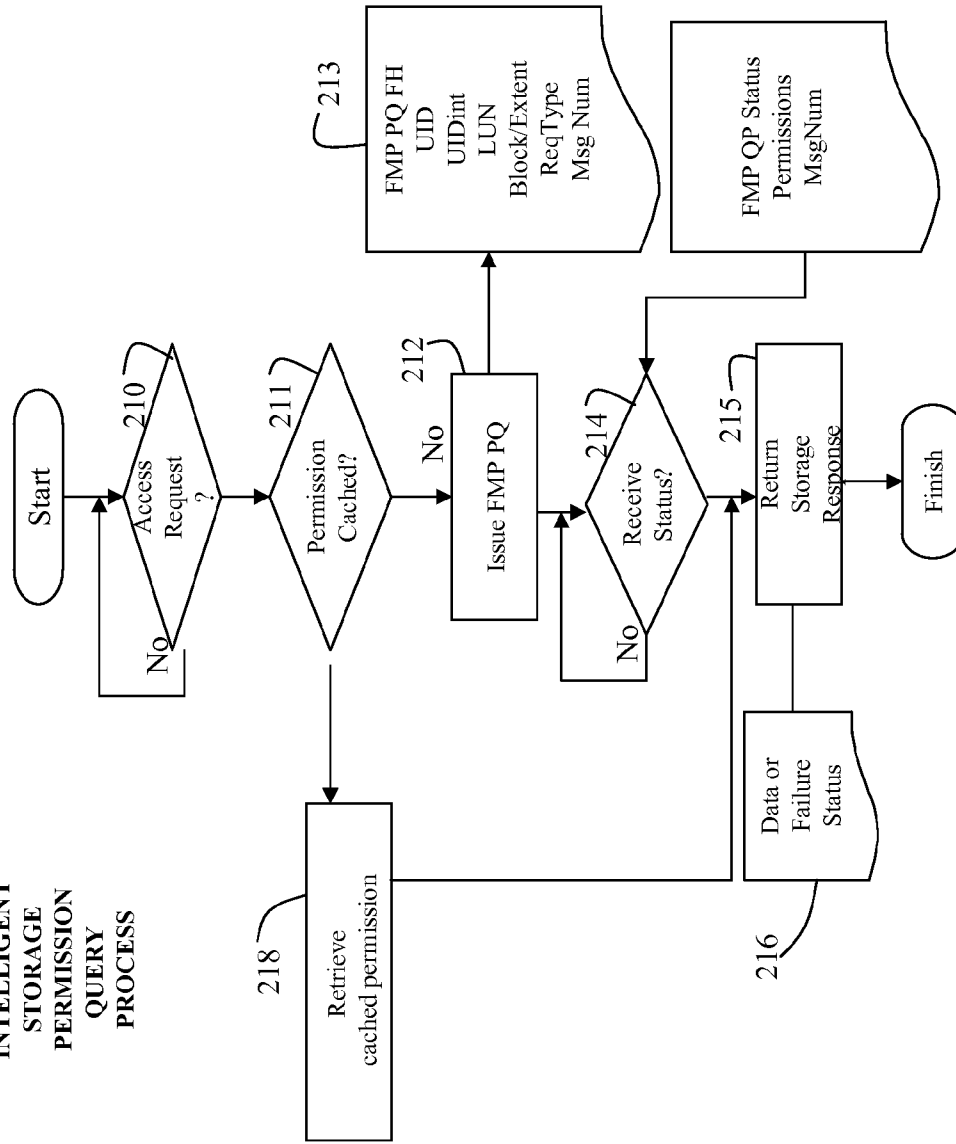 INTELLIGENT
STORAGE
PERMISSION
QUERY
PROCESS
Start
210
Access
Request
?
No
211
Permission
Cached?
No
218
Retrieve
cached permission
212
Issue FMP PQ
213
FMP PQ FH
UID
UIDint
LUN
Block/Extent
ReqType
Msg Num
214
Receive
Status?
No
FMP QP Status
Permissions
MsgNum
215
Return
Storage
Response
216
Data or
Failure
Status
Finish